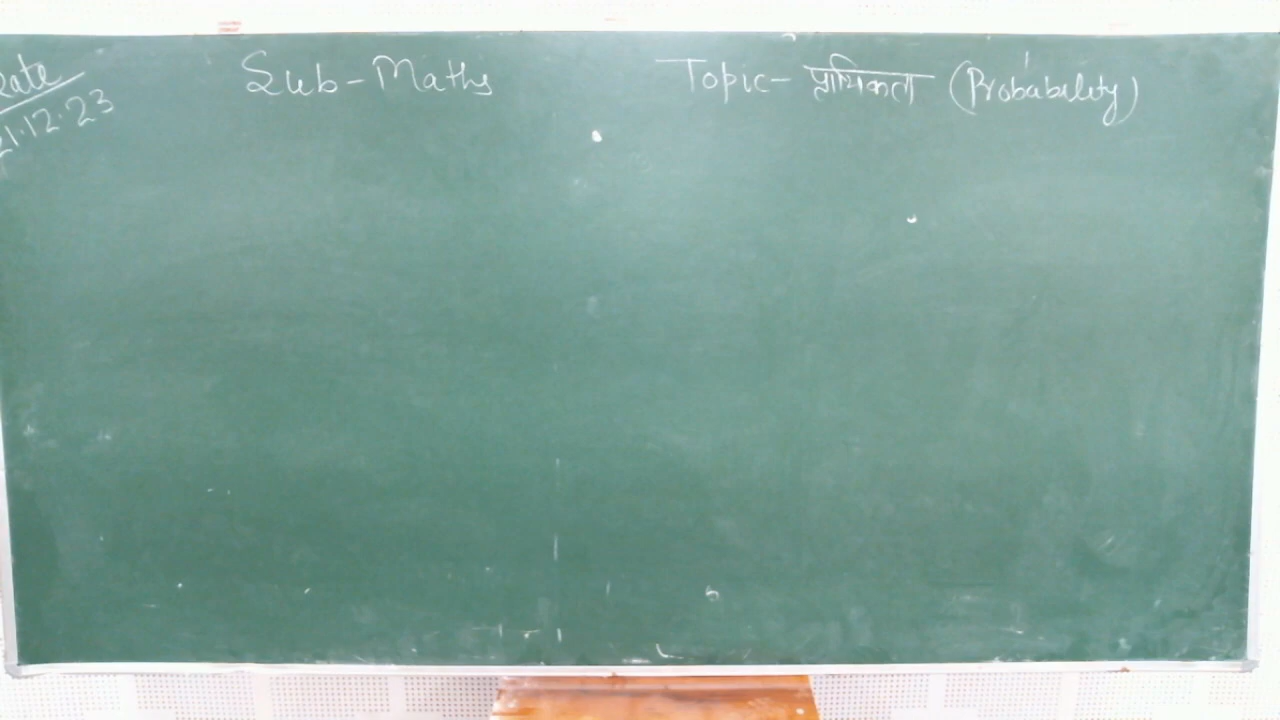 Date
21.12.23
Sub - Maths
Topic - प्रायिकता (Probability)